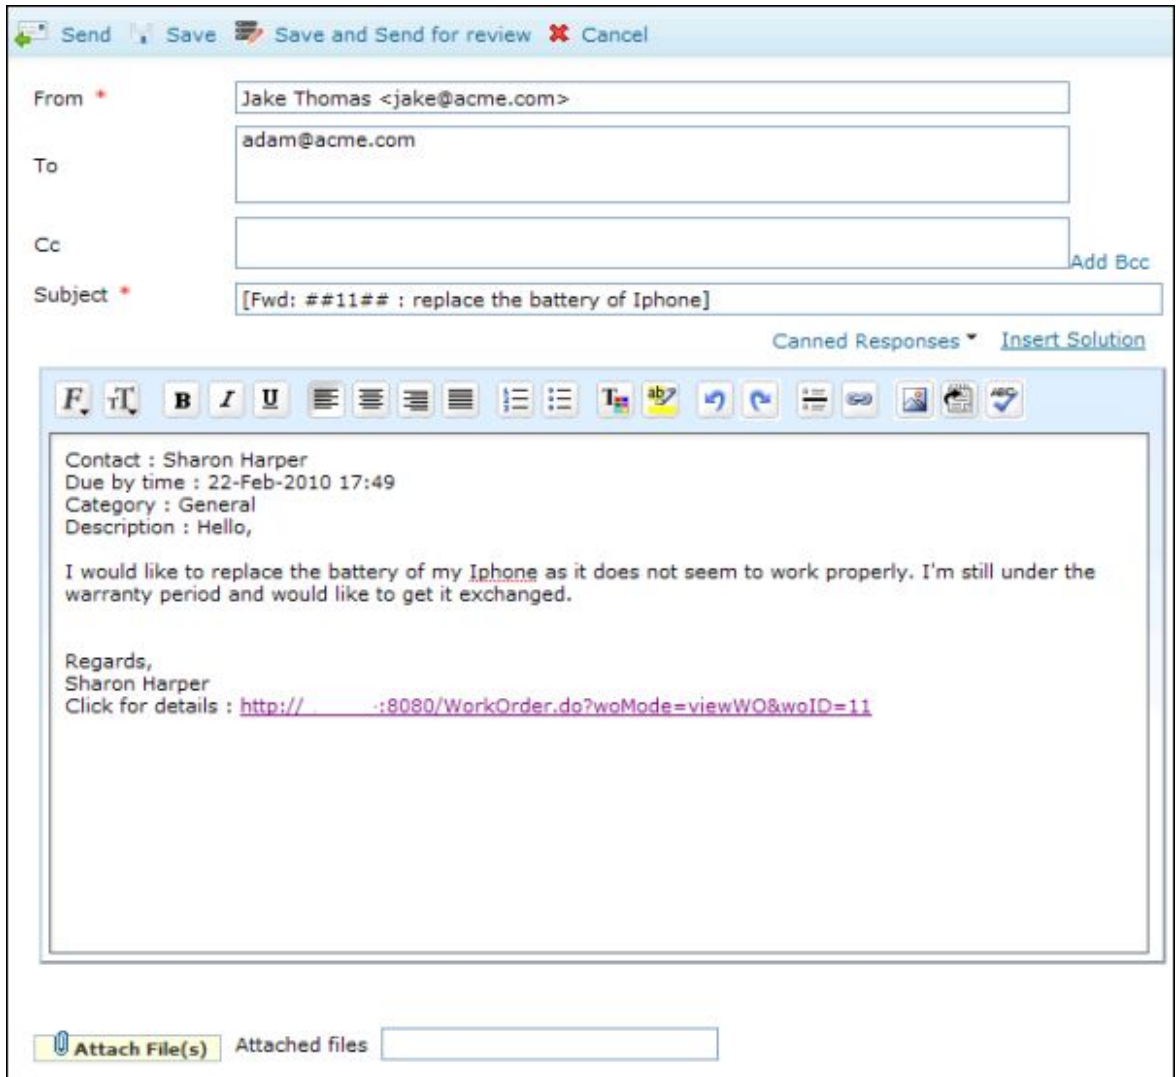 Send Save Save and Send for review Cancel
From * Jake Thomas <jake@acme.com>
To adam@acme.com
Cc
Add Bcc
Subject * [Fwd: ##11## : replace the battery of Iphone]
Canned Responses Insert Solution
F TT B I U
Contact : Sharon Harper
Due by time : 22-Feb-2010 17:49
Category : General
Description : Hello,
I would like to replace the battery of my Iphone as it does not seem to work properly. I'm still under the
warranty period and would like to get it exchanged.
Regards,
Sharon Harper
Click for details : http:// :8080/WorkOrder.do?woMode=viewWO&woID=11
Attach File(s) Attached files